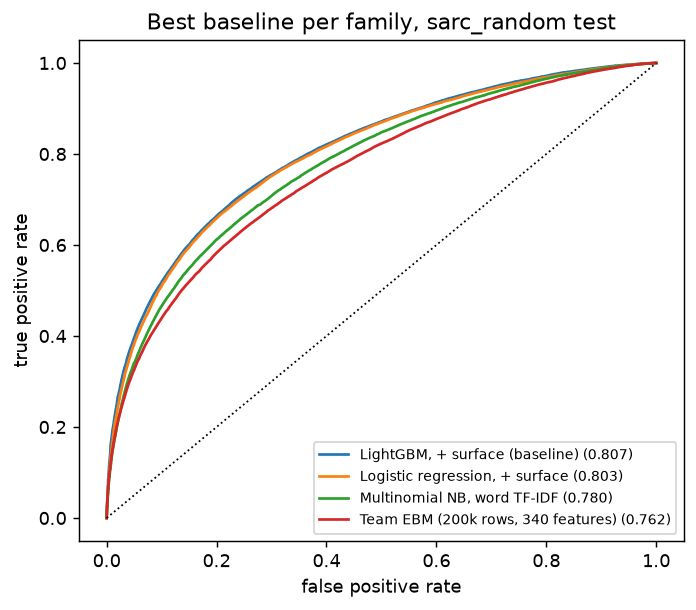 Best baseline per family, sarc_random test
true positive rate
1.0
0.8
0.6
0.4
0.2
0.0
LightGBM, + surface (baseline) (0.807)
Logistic regression, + surface (0.803)
Multinomial NB, word TF-IDF (0.780)
Team EBM (200k rows, 340 features) (0.762)
0.0 0.2 0.4 0.6 0.8 1.0
false positive rate